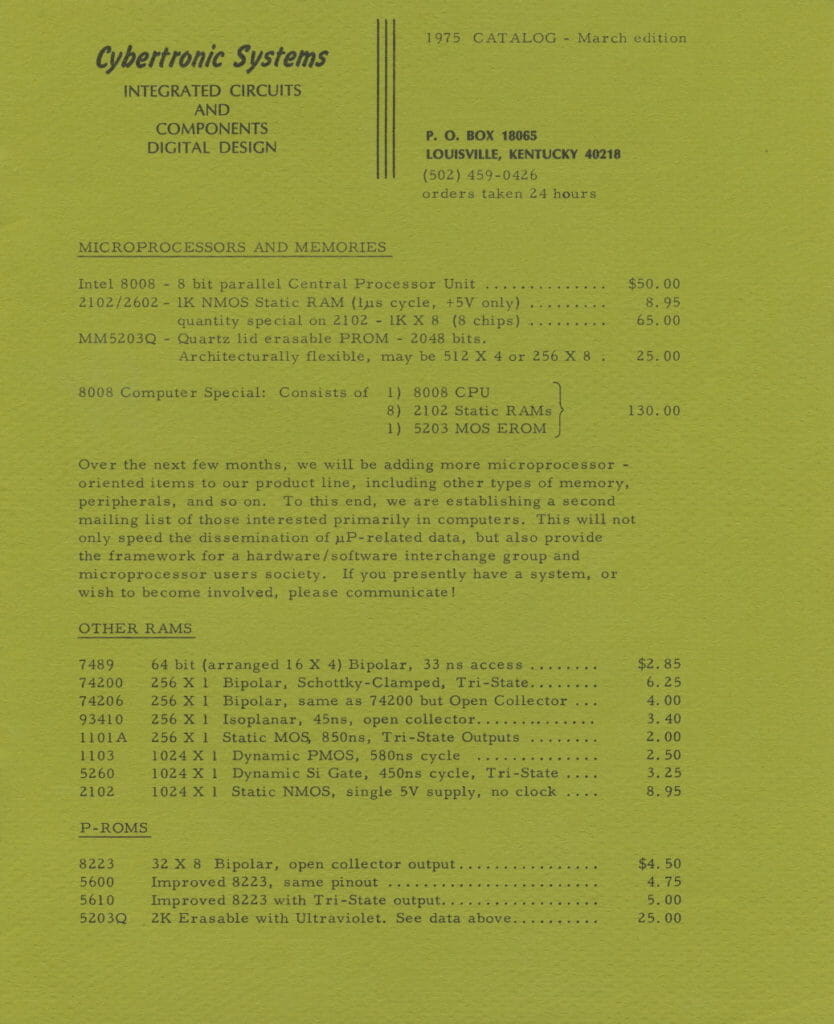 Cybertronic Systems
INTEGRATED CIRCUITS
AND
COMPONENTS
DIGITAL DESIGN
1975 CATALOG - March edition
P. O. BOX 18065
LOUISVILLE, KENTUCKY 40218
(502) 459-0426
orders taken 24 hours
MICROPROCESSORS AND MEMORIES
Intel 8008 - 8 bit parallel Central Processor Unit .............. $50.00
2102/2602 - 1K NMOS Static RAM (1µs cycle, +5V only) ......... 8.95
quantity special on 2102 - 1K X 8 (8 chips) ......... 65.00
MM5203Q - Quartz lid erasable PROM - 2048 bits.
Architecturally flexible, may be 512 X 4 or 256 X 8 . 25.00
8008 Computer Special: Consists of 1) 8008 CPU
8) 2102 Static RAMs 130.00
1) 5203 MOS EROM
Over the next few months, we will be adding more microprocessor -
oriented items to our product line, including other types of memory,
peripherals, and so on. To this end, we are establishing a second
mailing list of those interested primarily in computers. This will not
only speed the dissemination of µP-related data, but also provide
the framework for a hardware/software interchange group and
microprocessor users society. If you presently have a system, or
wish to become involved, please communicate!
OTHER RAMS
7489 64 bit (arranged 16 X 4) Bipolar, 33 ns access ........ $2.85
74200 256 X 1 Bipolar, Schottky-Clamped, Tri-State........ 6.25
74206 256 X 1 Bipolar, same as 74200 but Open Collector ... 4.00
93410 256 X 1 Isoplanar, 45ns, open collector.............. 3.40
1101A 256 X 1 Static MOS, 850ns, Tri-State Outputs ........ 2.00
1103 1024 X 1 Dynamic PMOS, 580ns cycle .............. 2.50
5260 1024 X 1 Dynamic Si Gate, 450ns cycle, Tri-State .... 3.25
2102 1024 X 1 Static NMOS, single 5V supply, no clock .... 8.95
P-ROMS
8223 32 X 8 Bipolar, open collector output................ $4.50
5600 Improved 8223, same pinout ........................ 4.75
5610 Improved 8223 with Tri-State output.................. 5.00
5203Q 2K Erasable with Ultraviolet. See data above.......... 25.00